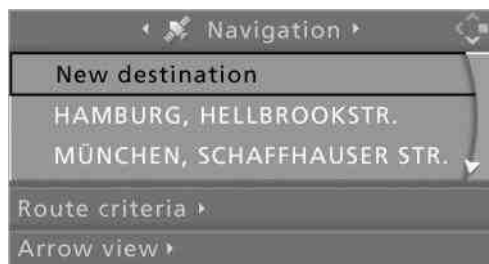 Navigation
New destination
HAMBURG, HELLBROOKSTR.
MÜNCHEN, SCHAFFHAUSER STR.
Route criteria
Arrow view